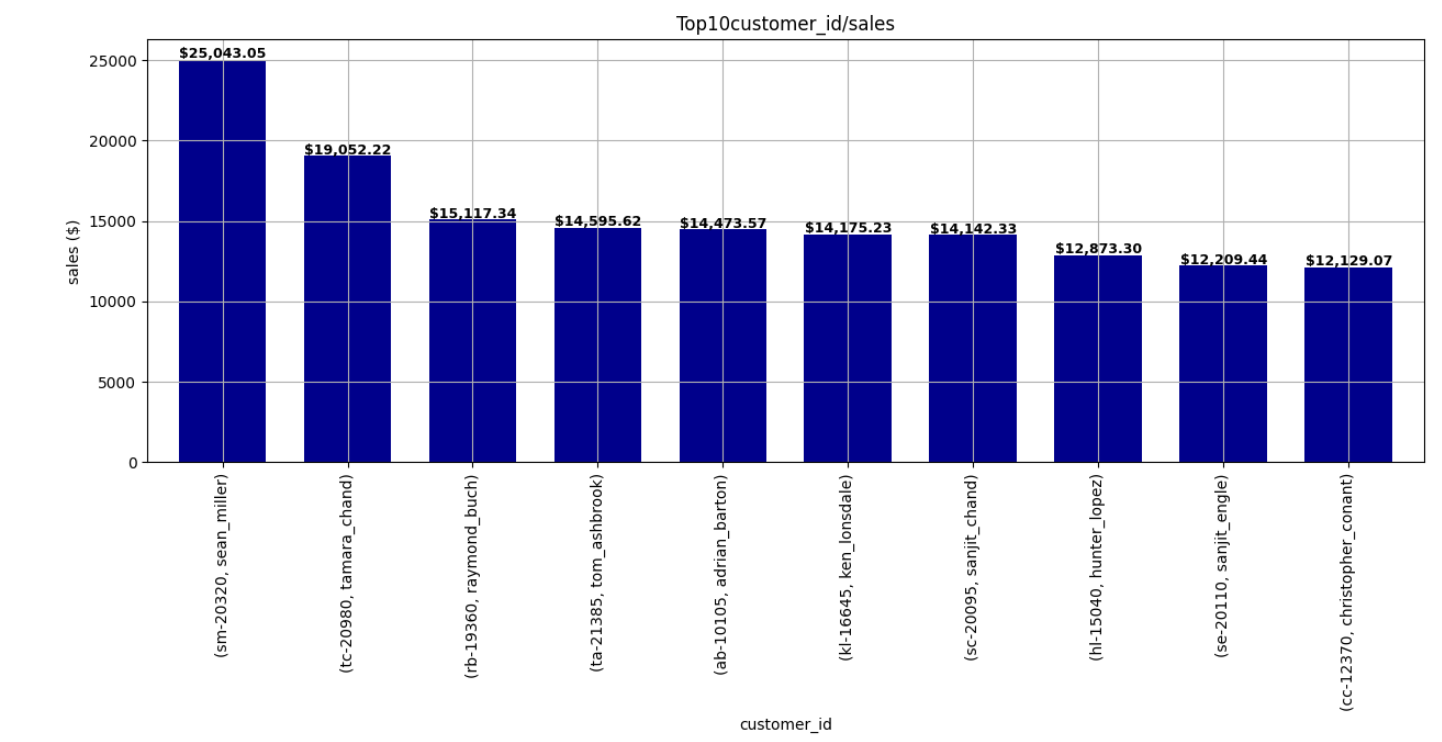 Top10customer_id/sales
sales ($)
25000
20000
15000
10000
5000
0
$25,043.05
$19,052.22
$15,117.34
$14,595.62
$14,473.57
$14,175.23
$14,142.33
$12,873.30
$12,209.44
$12,129.07
(sm-20320, sean_miller)
(tc-20980, tamara_chand)
(rb-19360, raymond_buch)
(ta-21385, tom_ashbrook)
(ab-10105, adrian_barton)
(kl-16645, ken_lonsdale)
(sc-20095, sanjit_chand)
(hl-15040, hunter_lopez)
(se-20110, sanjit_engle)
(cc-12370, christopher_conant)
customer_id